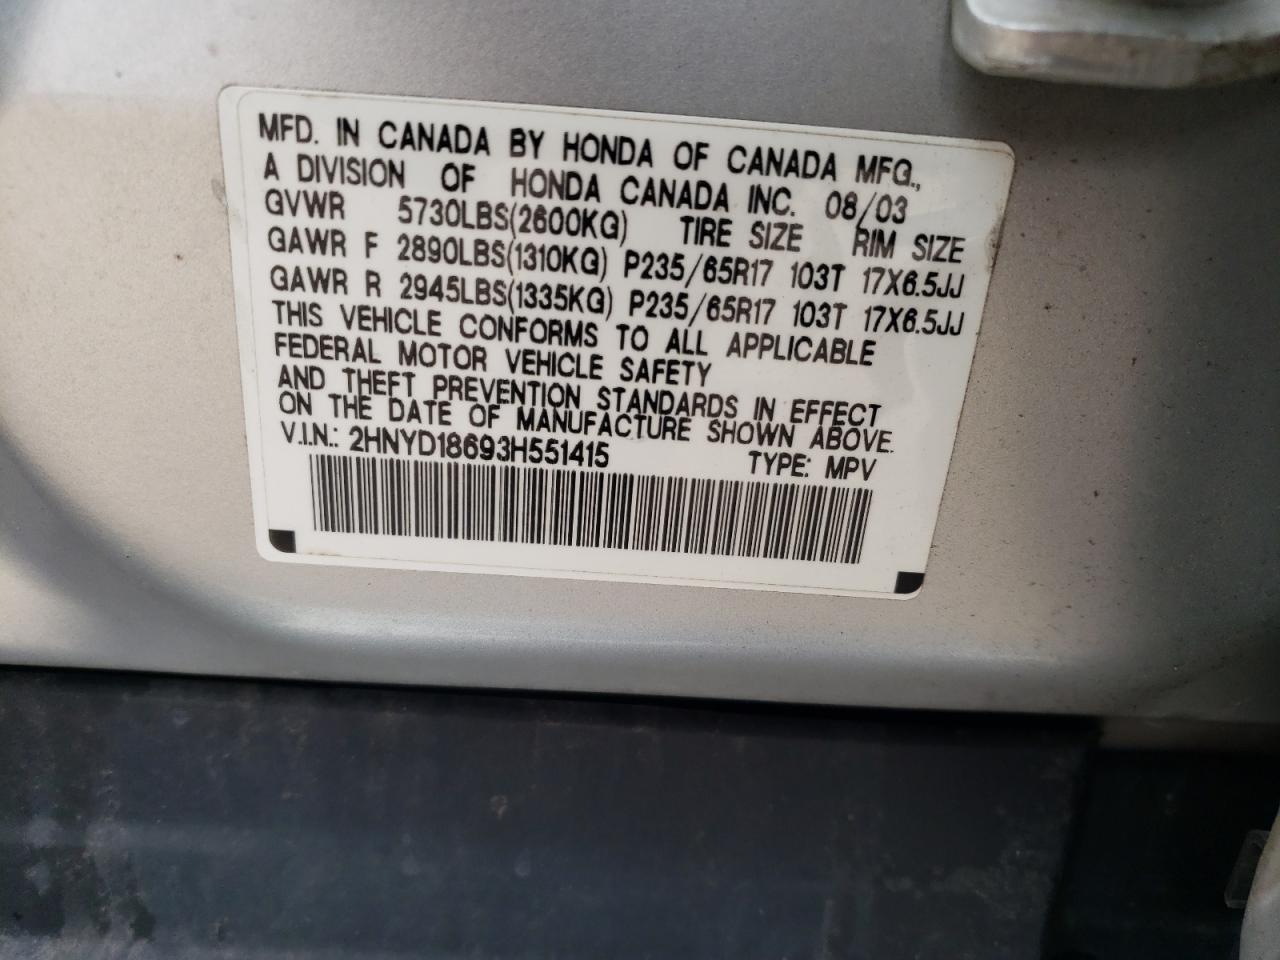 MFD. IN CANADA BY HONDA OF CANADA MFG.,
A DIVISION OF HONDA CANADA INC. 08/03
GVWR 5730LBS(2600KG) TIRE SIZE RIM SIZE
GAWR F 2890LBS(1310KG) P235/65R17 103T 17X6.5JJ
GAWR R 2945LBS(1335KG) P235/65R17 103T 17X6.5JJ
THIS VEHICLE CONFORMS TO ALL APPLICABLE
FEDERAL MOTOR VEHICLE SAFETY
AND THEFT PREVENTION STANDARDS IN EFFECT
ON THE DATE OF MANUFACTURE SHOWN ABOVE.
V.I.N.: 2HNYD18693H551415 TYPE: MPV